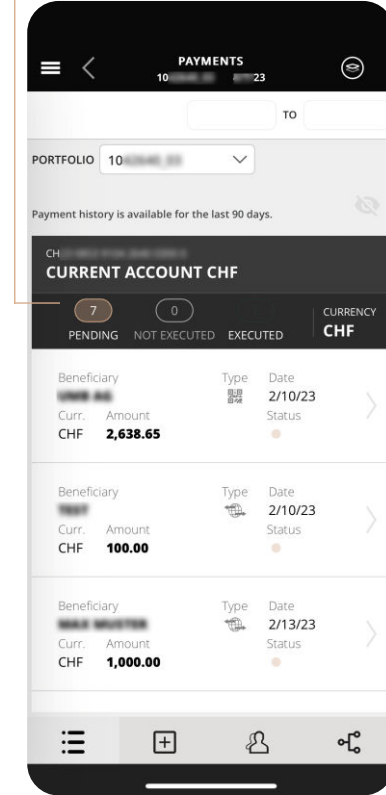 PAYMENTS
10 23
TO
PORTFOLIO 10
Payment history is available for the last 90 days.
CH
CURRENT ACCOUNT CHF
7 0 CURRENCY
PENDING NOT EXECUTED EXECUTED CHF
Beneficiary Type Date
2/10/23
Curr. Amount Status
CHF 2,638.65
Beneficiary Type Date
2/10/23
Curr. Amount Status
CHF 100.00
Beneficiary Type Date
2/13/23
Curr. Amount Status
CHF 1,000.00